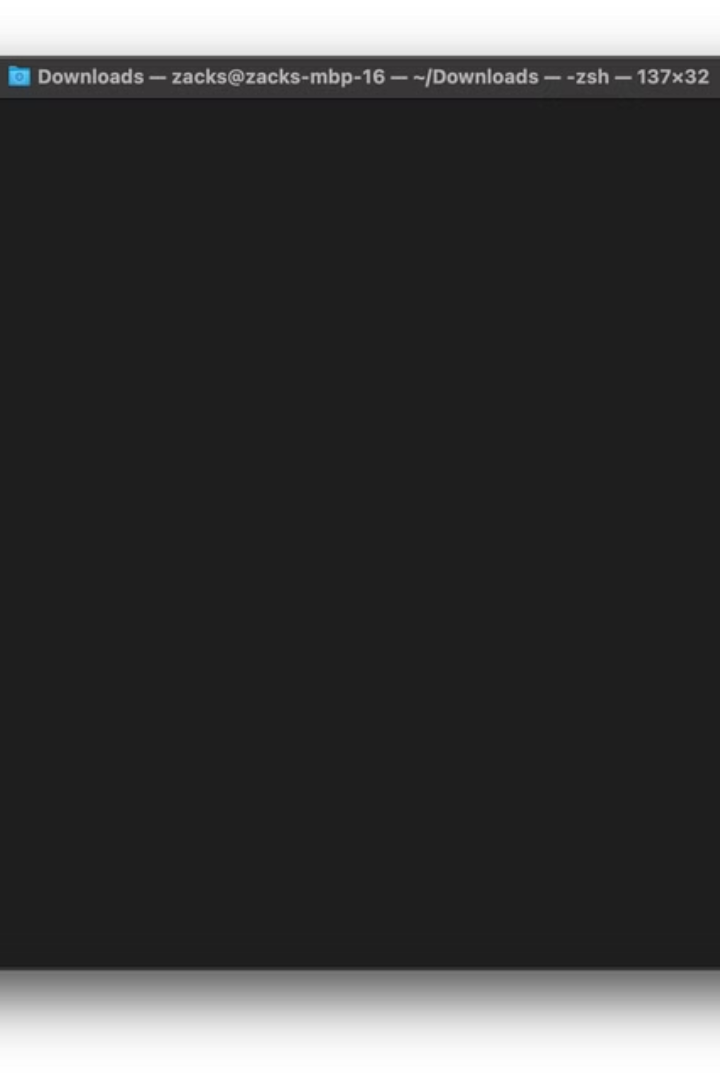 Downloads — zacks@zacks-mbp-16 — ~/Downloads — -zsh — 137×32